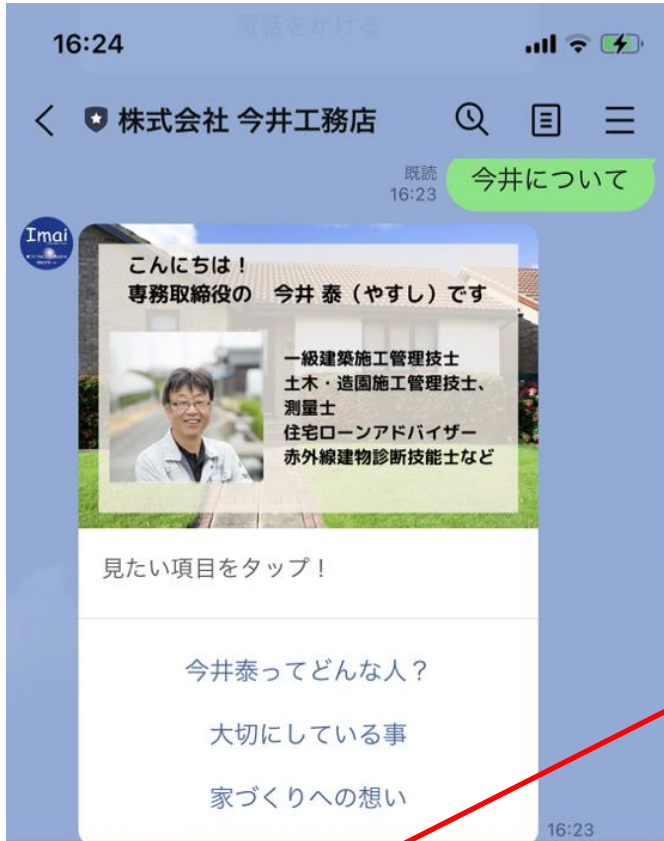 電話をかける
16:24
株式会社 今井工務店
既読
16:23
今井について
Imai
こんにちは！
専務取締役の 今井 泰（やすし）です
一級建築施工管理技士
土木・造園施工管理技士、
測量士
住宅ローンアドバイザー
赤外線建物診断技能士など
見たい項目をタップ！
今井泰ってどんな人？
大切にしている事
家づくりへの想い
16:23